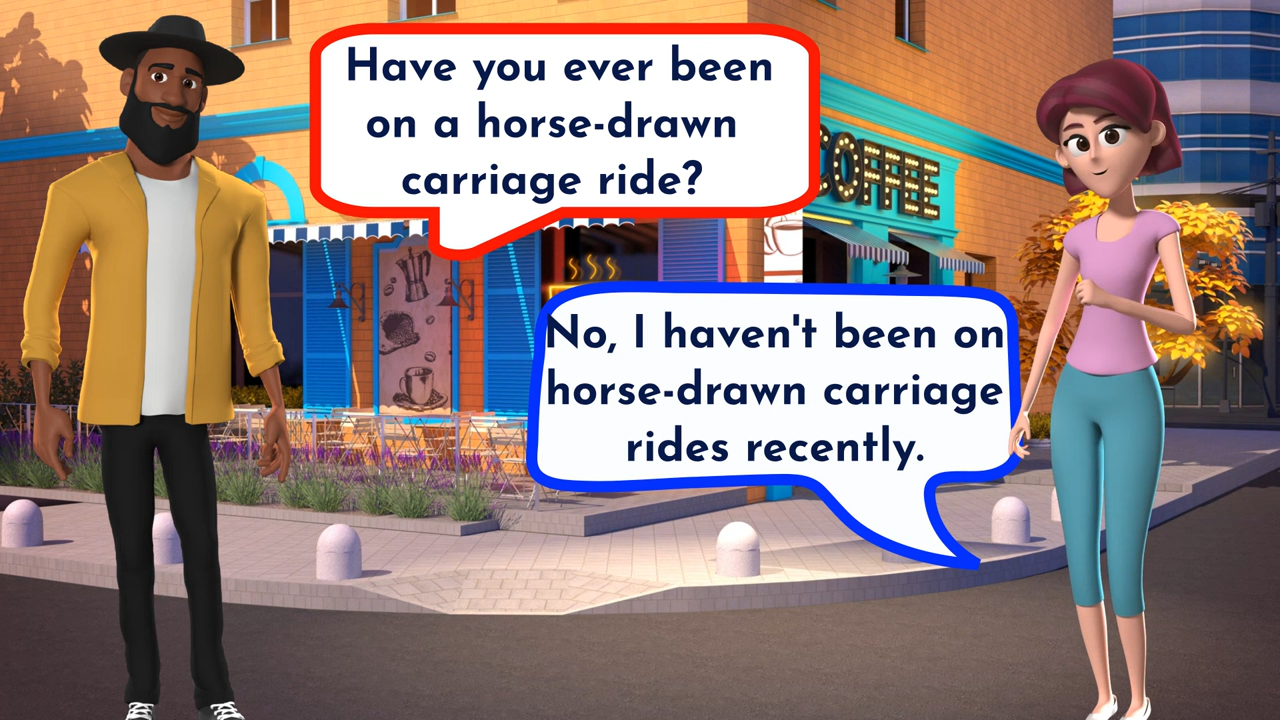 Have you ever been
on a horse-drawn
carriage ride?
COFFEE
No, I haven't been on
horse-drawn carriage
rides recently.